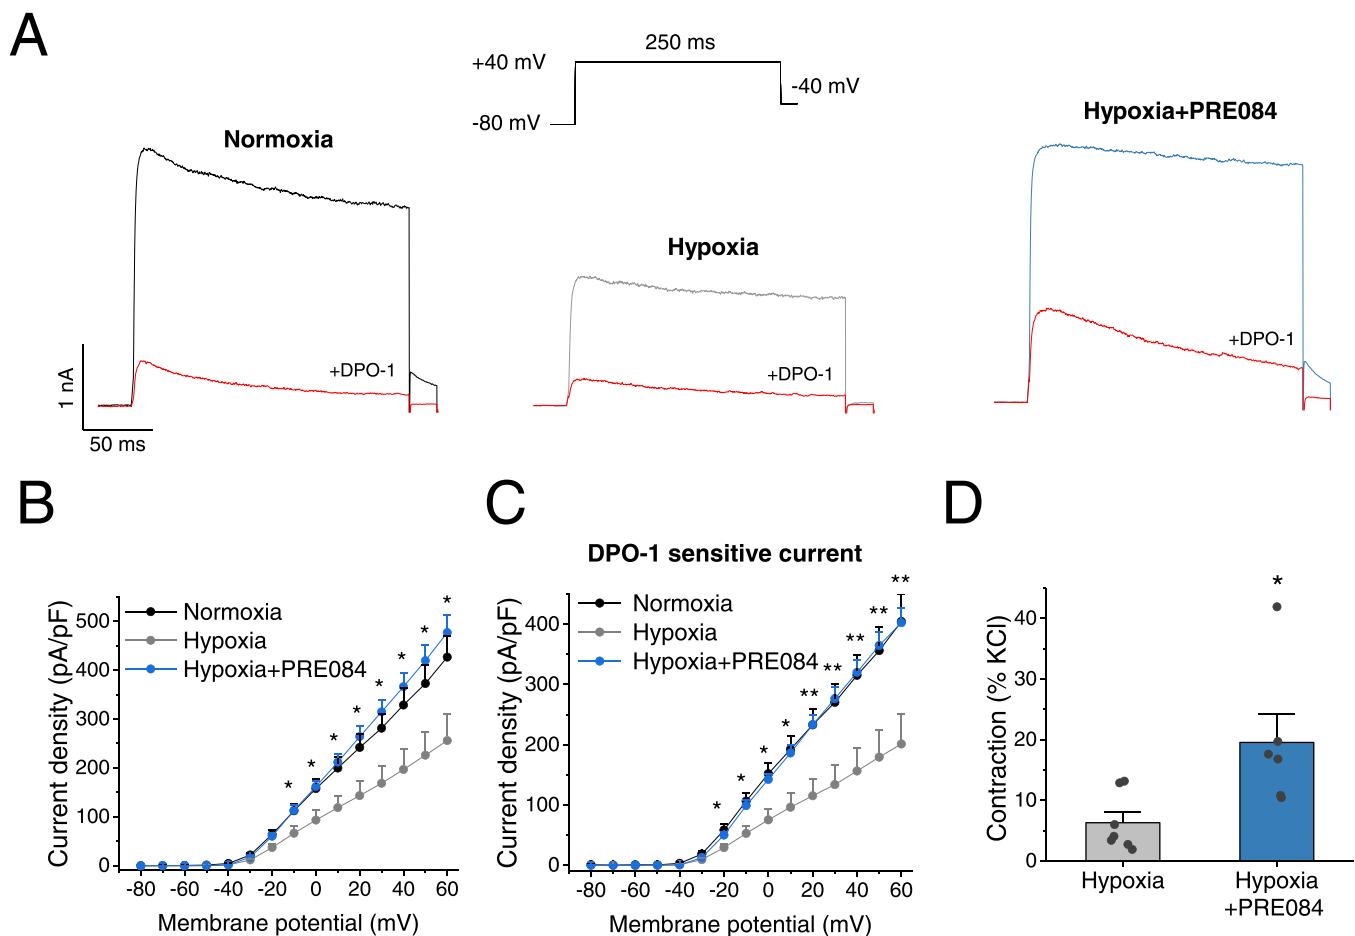 A
250 ms
+40 mV
-40 mV
-80 mV
Normoxia
Hypoxia
Hypoxia+PRE084
+DPO-1
+DPO-1
+DPO-1
1 nA
50 ms
B
Current density (pA/pF)
500
400
300
200
100
0
Normoxia
Hypoxia
Hypoxia+PRE084
* * * * * * * *
-80 -60 -40 -20 0 20 40 60
Membrane potential (mV)
C
DPO-1 sensitive current
Current density (pA/pF)
400
300
200
100
0
Normoxia
Hypoxia
Hypoxia+PRE084
* * * * ** ** ** ** **
-80 -60 -40 -20 0 20 40 60
Membrane potential (mV)
D
Contraction (% KCl)
40
30
20
10
0
*
Hypoxia
Hypoxia
+PRE084